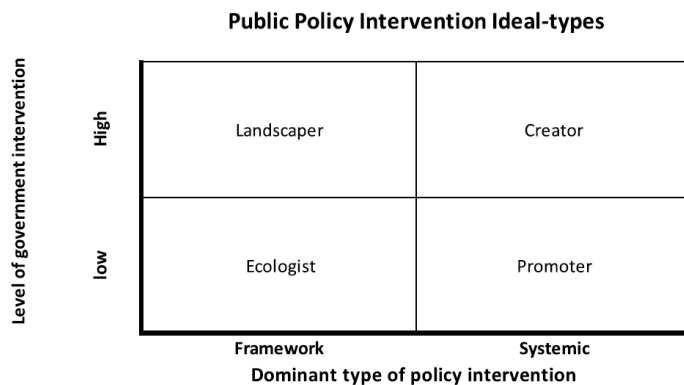 Public Policy Intervention Ideal-types
Level of government intervention
High
Landscaper
Creator
low
Ecologist
Promoter
Framework
Systemic
Dominant type of policy intervention